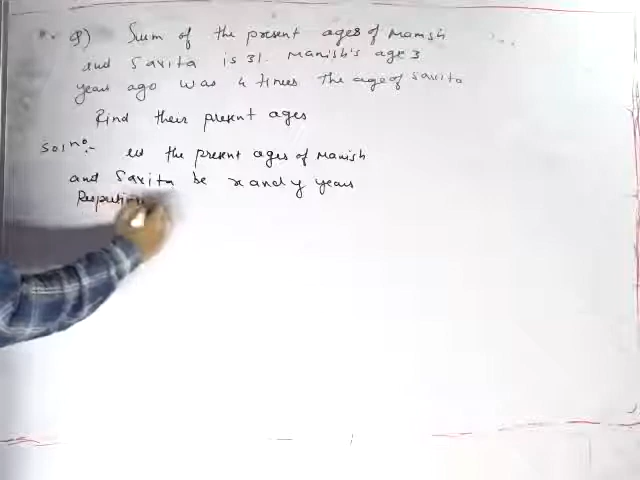 Q) Sum of the present ages of Manish
and Savita is 31. Manish's age 3
years ago was 4 times the age of Savita
Find their present ages
Soln:-
let the present ages of Manish
and Savita be x and y years